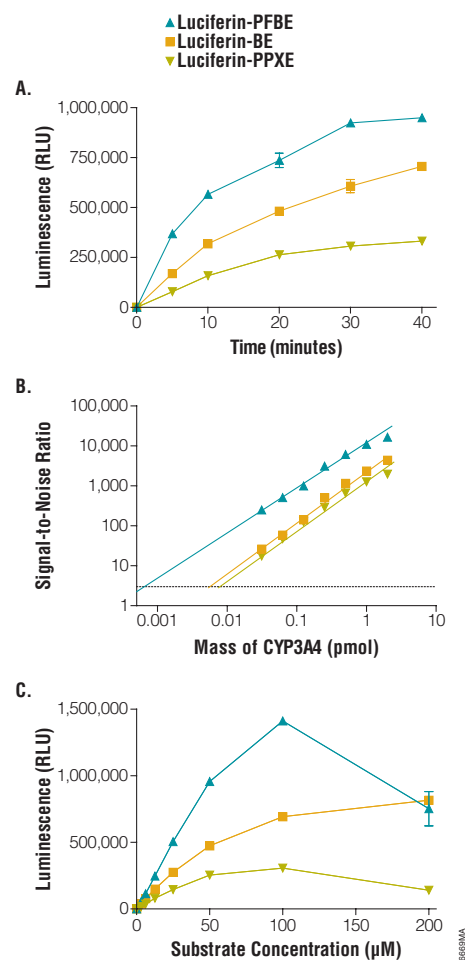 Luciferin-PFBE
Luciferin-BE
Luciferin-PPXE
A.
Luminescence (RLU)
1,000,000
750,000
500,000
250,000
0
0 10 20 30 40
Time (minutes)
B.
Signal-to-Noise Ratio
100,000
10,000
1,000
100
10
1
0.001 0.01 0.1 1 10
Mass of CYP3A4 (pmol)
C.
Luminescence (RLU)
1,500,000
1,000,000
500,000
0
0 50 100 150 200
Substrate Concentration (µM)
8669MA